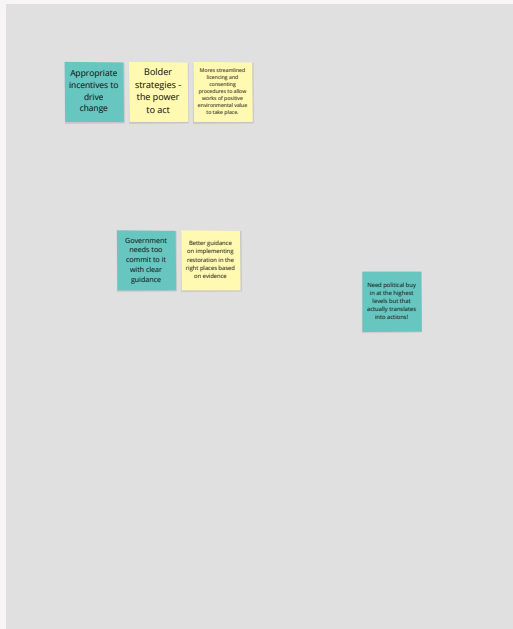 Appropriate
incentives to
drive
change
Bolder
strategies -
the power
to act
Mores streamlined
licencing and
consenting
procedures to allow
works of positive
environmental value
to take place.
Government
needs too
commit to it
with clear
guidance
Better guidance
on implementing
restoration in the
right places based
on evidence
Need political buy
in at the highest
levels but that
actually translates
into actions!